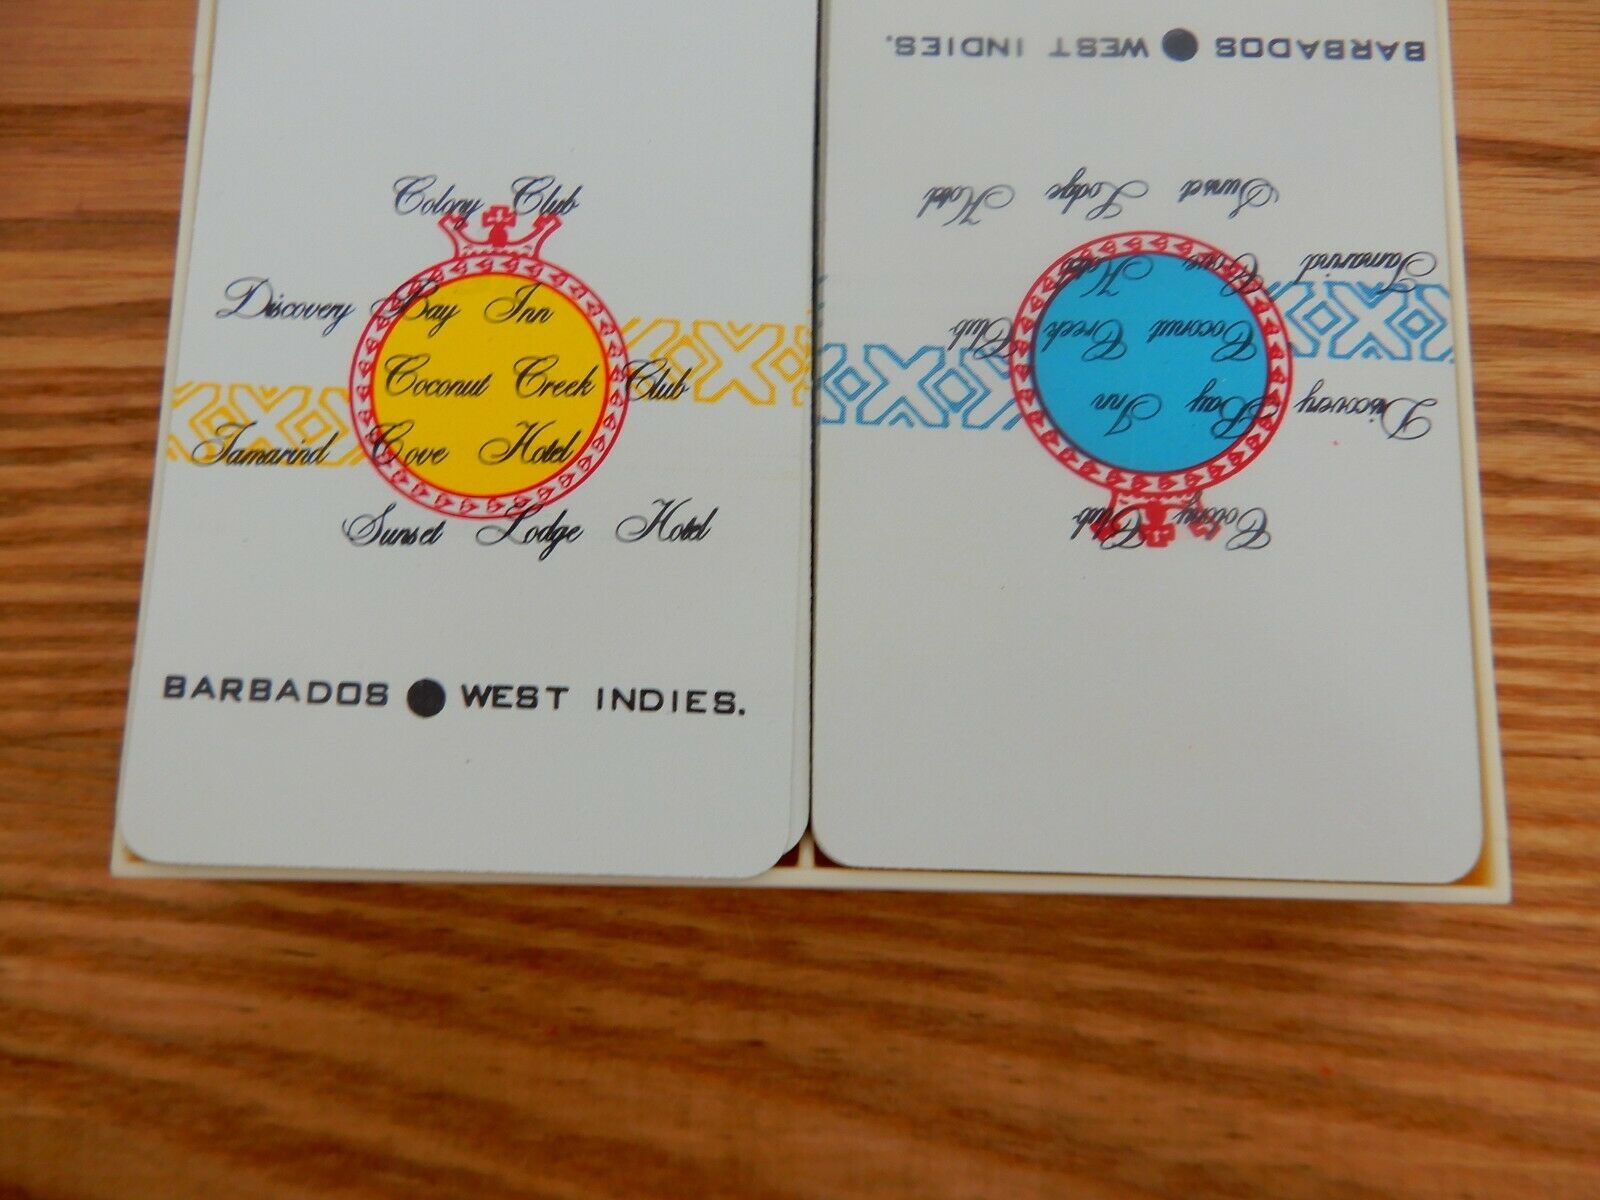 Colony Club
Discovery Bay Inn
Coconut Creek Club
Tamarind Cove Hotel
Sunset Lodge Hotel
BARBADOS ● WEST INDIES.
Colony Club
Discovery Bay Inn
Coconut Creek Club
Tamarind Cove Hotel
Sunset Lodge Hotel
BARBADOS ● WEST INDIES.